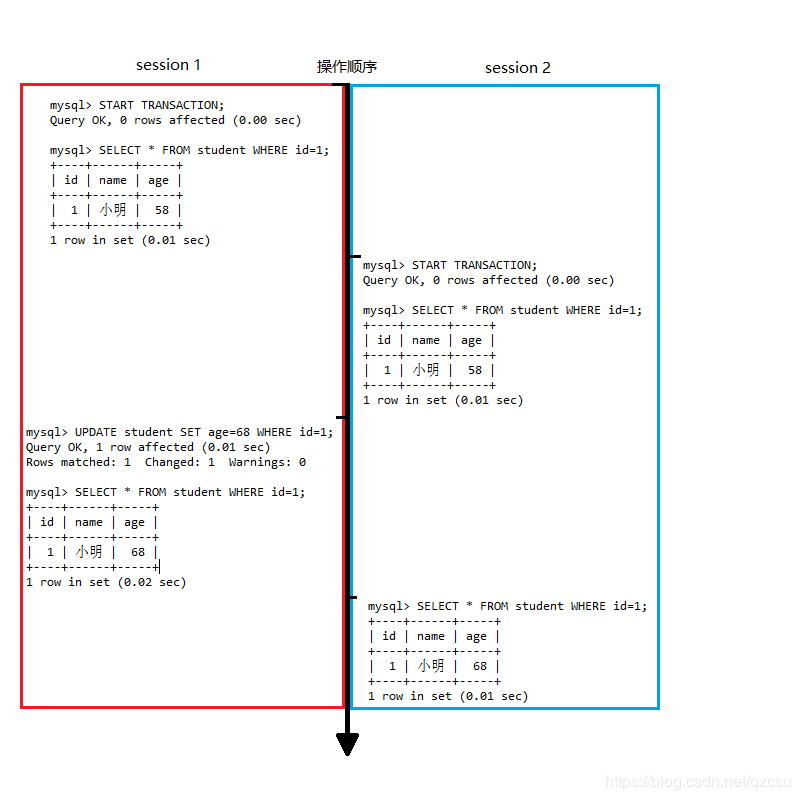 session 1
操作顺序
session 2
mysql> START TRANSACTION;
Query OK, 0 rows affected (0.00 sec)
mysql> SELECT * FROM student WHERE id=1;
+----+------+-----+
| id | name | age |
+----+------+-----+
|  1 | 小明 |  58 |
+----+------+-----+
1 row in set (0.01 sec)
mysql> START TRANSACTION;
Query OK, 0 rows affected (0.00 sec)
mysql> SELECT * FROM student WHERE id=1;
+----+------+-----+
| id | name | age |
+----+------+-----+
|  1 | 小明 |  58 |
+----+------+-----+
1 row in set (0.01 sec)
mysql> UPDATE student SET age=68 WHERE id=1;
Query OK, 1 row affected (0.01 sec)
Rows matched: 1  Changed: 1  Warnings: 0
mysql> SELECT * FROM student WHERE id=1;
+----+------+-----+
| id | name | age |
+----+------+-----+
|  1 | 小明 |  68 |
+----+------+-----+
1 row in set (0.02 sec)
mysql> SELECT * FROM student WHERE id=1;
+----+------+-----+
| id | name | age |
+----+------+-----+
|  1 | 小明 |  68 |
+----+------+-----+
1 row in set (0.01 sec)
https://blog.csdn.net/qzcsu